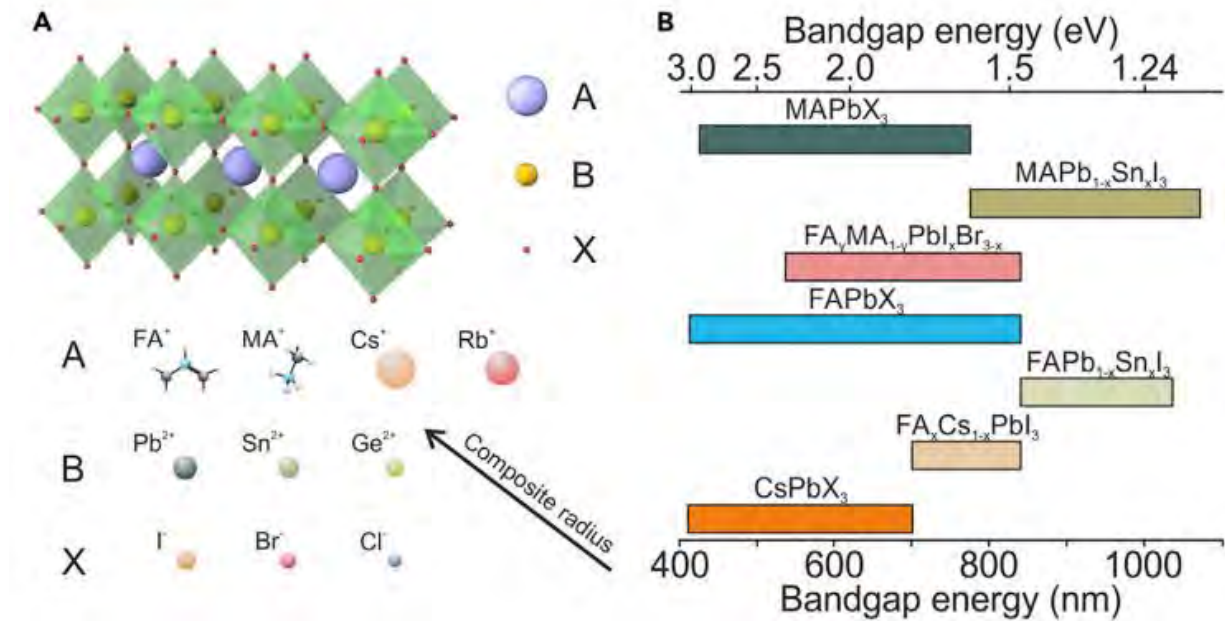 A
A
B
X
A
FA⁺ MA⁺ Cs⁺ Rb⁺
B
Pb²⁺ Sn²⁺ Ge²⁺
X
I⁻ Br⁻ Cl⁻
Composite radius
B
Bandgap energy (eV)
3.0 2.5 2.0 1.5 1.24
MAPbX₃
MAPb₁₋ₓSnₓI₃
FAᵧMA₁₋ᵧPbIₓBr₃₋ₓ
FAPbX₃
FAPb₁₋ₓSnₓI₃
FAₓCs₁₋ₓPbI₃
CsPbX₃
400 600 800 1000
Bandgap energy (nm)